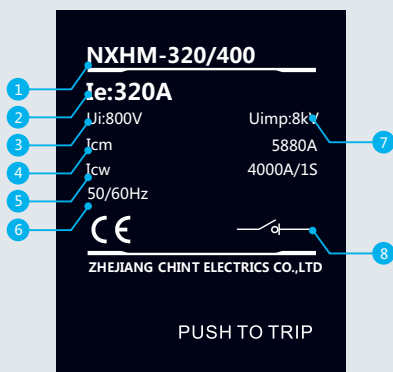 NXHM-320/400
1
Ie:320A
2
Ui:800V Uimp:8kV
3 7
Icm 5880A
4
Icw 4000A/1S
5
50/60Hz
6
CE
8
ZHEJIANG CHINT ELECTRICS CO.,LTD
PUSH TO TRIP